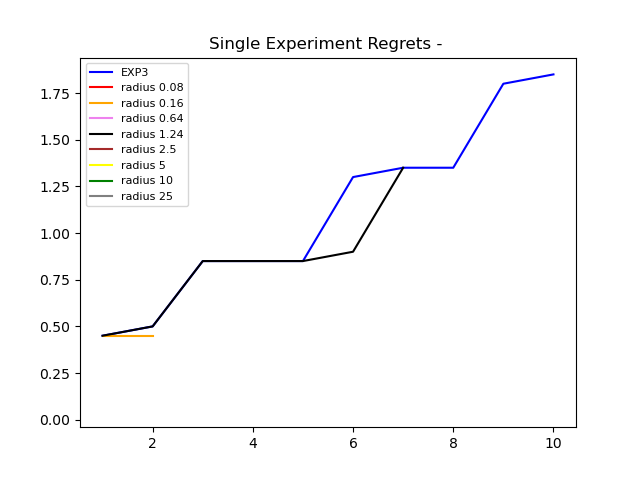 Single Experiment Regrets -
EXP3
radius 0.08
radius 0.16
radius 0.64
radius 1.24
radius 2.5
radius 5
radius 10
radius 25
1.75
1.50
1.25
1.00
0.75
0.50
0.25
0.00
2 4 6 8 10